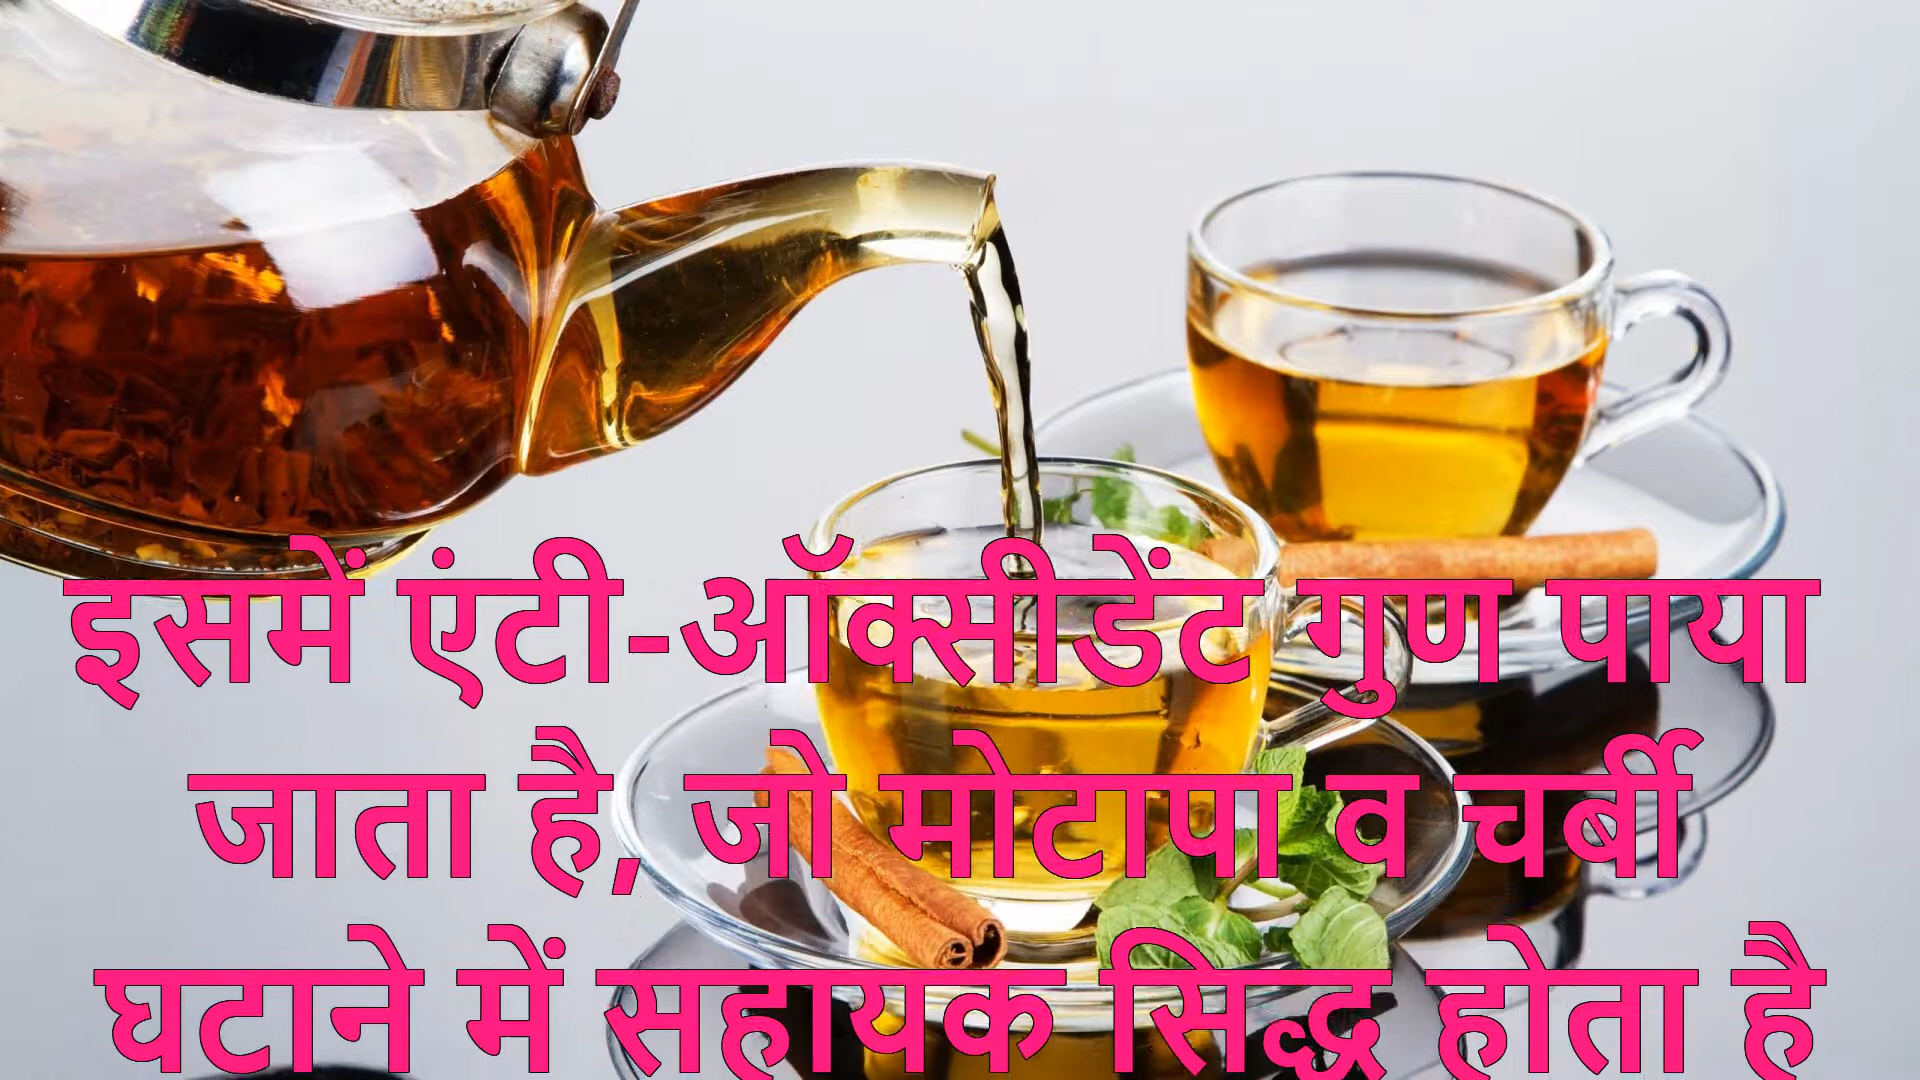 इसमें एंटी-ऑक्सीडेंट गुण पाया
जाता है, जो मोटापा व चर्बी
घटाने में सहायक सिद्ध होता है